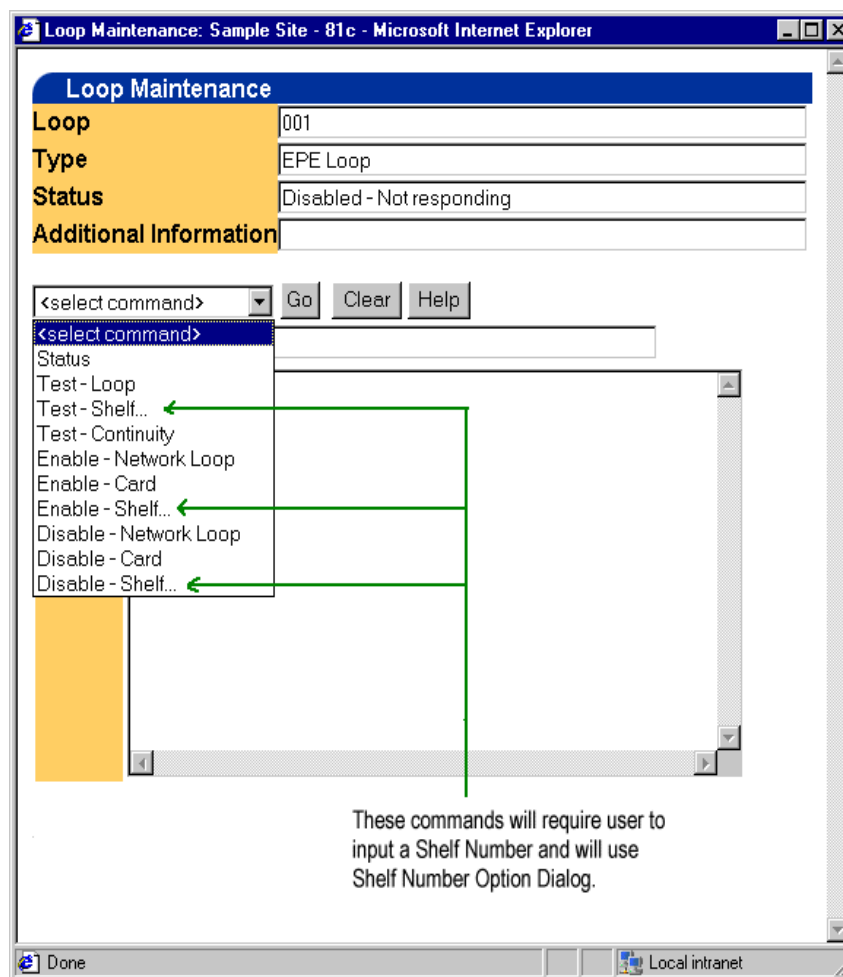 Loop Maintenance: Sample Site - 81c - Microsoft Internet Explorer
Loop Maintenance
Loop 001
Type EPE Loop
Status Disabled - Not responding
Additional Information
<select command> Go Clear Help
<select command>
Status
Test - Loop
Test - Shelf...
Test - Continuity
Enable - Network Loop
Enable - Card
Enable - Shelf...
Disable - Network Loop
Disable - Card
Disable - Shelf...
These commands will require user to
input a Shelf Number and will use
Shelf Number Option Dialog.
Done Local intranet